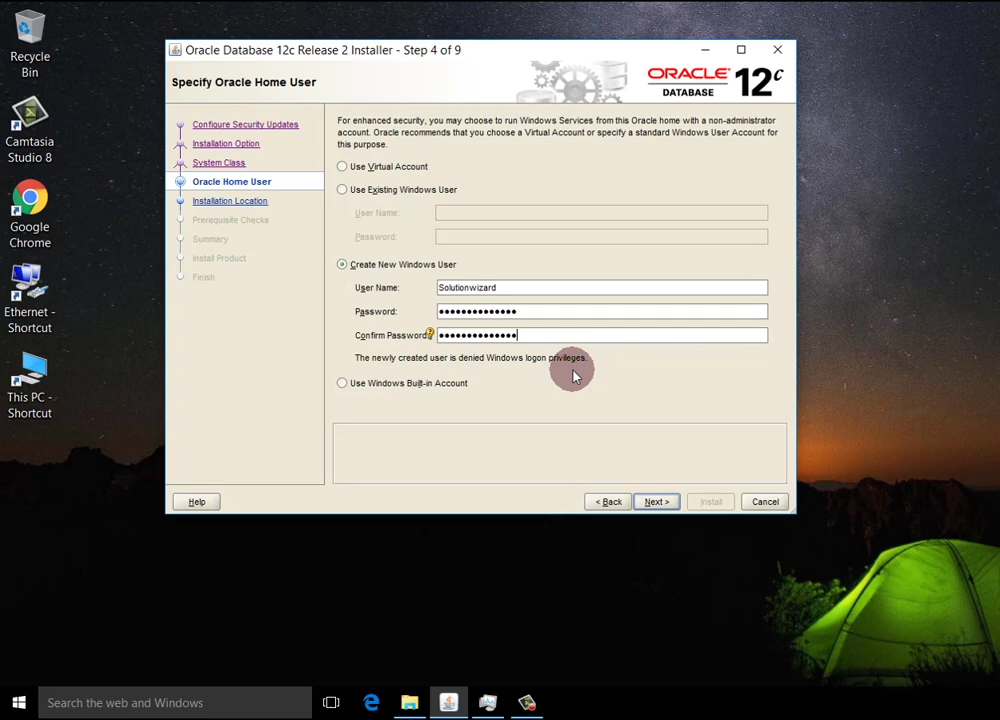 Recycle
Bin
Camtasia
Studio 8
Google
Chrome
Ethernet -
Shortcut
This PC -
Shortcut
Oracle Database 12c Release 2 Installer - Step 4 of 9
Specify Oracle Home User
ORACLE
DATABASE
12c
Configure Security Updates
Installation Option
System Class
Oracle Home User
Installation Location
Prerequisite Checks
Summary
Install Product
Finish
For enhanced security, you may choose to run Windows Services from this Oracle home with a non-administrator
account. Oracle recommends that you choose a Virtual Account or specify a standard Windows User Account for
this purpose.
Use Virtual Account
Use Existing Windows User
User Name:
Password:
Create New Windows User
User Name: Solutionwizard
Password: ••••••••••••••
Confirm Password: ••••••••••••••
The newly created user is denied Windows logon privileges.
Use Windows Built-in Account
Help
< Back
Next >
Install
Cancel
Search the web and Windows